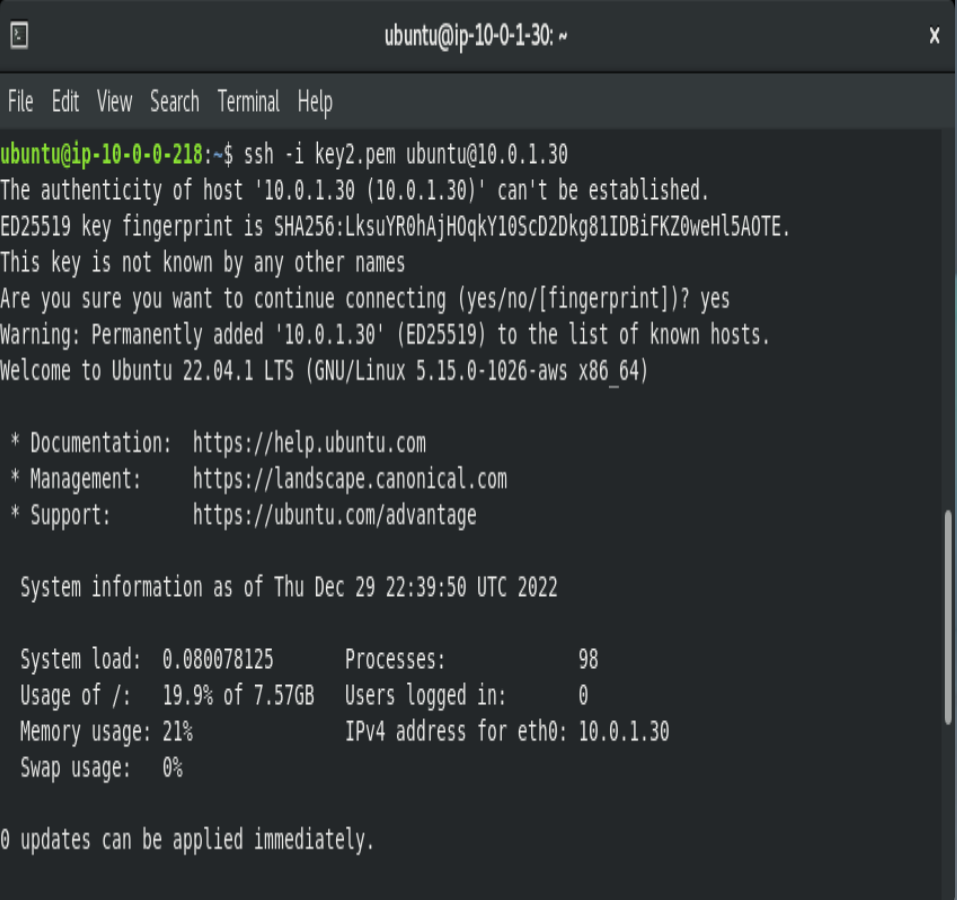 ubuntu@ip-10-0-1-30: ~
x
File Edit View Search Terminal Help
ubuntu@ip-10-0-0-218:~$ ssh -i key2.pem ubuntu@10.0.1.30
The authenticity of host '10.0.1.30 (10.0.1.30)' can't be established.
ED25519 key fingerprint is SHA256:LksuYR0hAjHOqkY10ScD2Dkg81IDBiFKZ0weHl5AOTE.
This key is not known by any other names
Are you sure you want to continue connecting (yes/no/[fingerprint])? yes
Warning: Permanently added '10.0.1.30' (ED25519) to the list of known hosts.
Welcome to Ubuntu 22.04.1 LTS (GNU/Linux 5.15.0-1026-aws x86_64)
* Documentation:  https://help.ubuntu.com
* Management:     https://landscape.canonical.com
* Support:        https://ubuntu.com/advantage
System information as of Thu Dec 29 22:39:50 UTC 2022
System load:  0.080078125       Processes:             98
Usage of /:   19.9% of 7.57GB   Users logged in:       0
Memory usage: 21%               IPv4 address for eth0: 10.0.1.30
Swap usage:   0%
0 updates can be applied immediately.